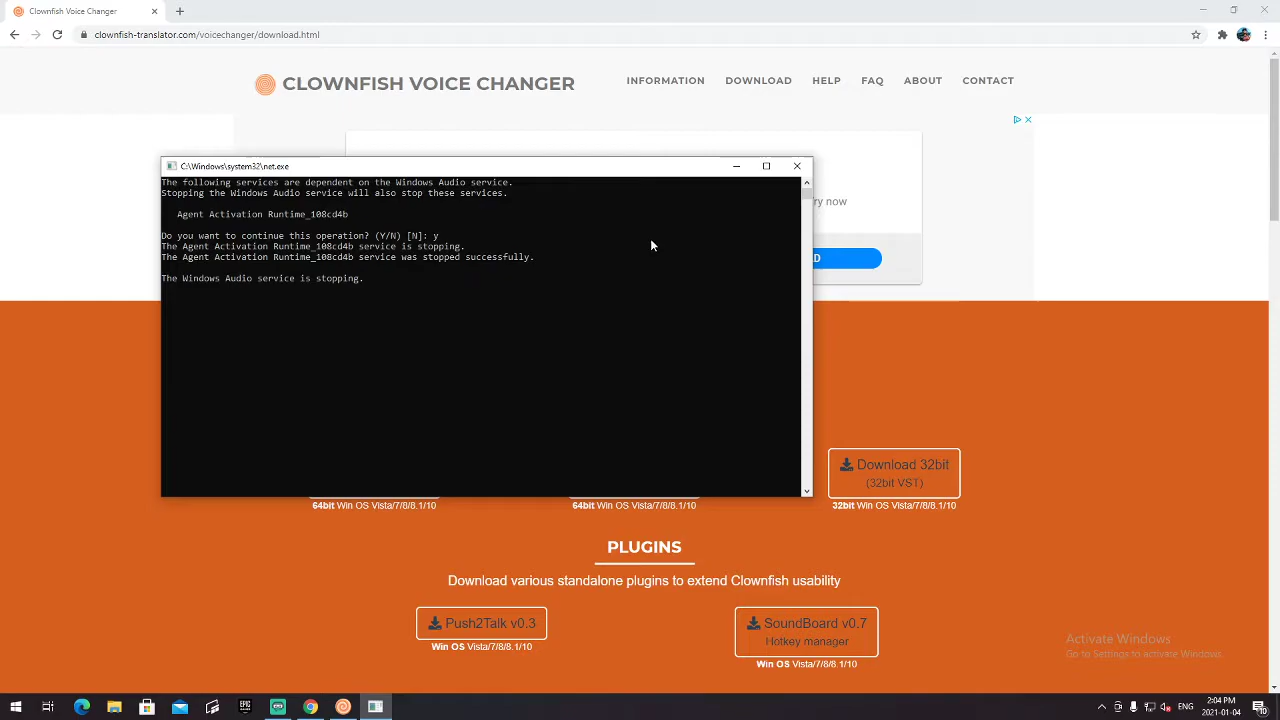 Clownfish Voice Changer
clownfish-translator.com/voicechanger/download.html
CLOWNFISH VOICE CHANGER
INFORMATION
DOWNLOAD
HELP
FAQ
ABOUT
CONTACT
C:\Windows\system32\net.exe
The following services are dependent on the Windows Audio service.
Stopping the Windows Audio service will also stop these services.
Agent Activation Runtime_108cd4b
Do you want to continue this operation? (Y/N) [N]: y
The Agent Activation Runtime_108cd4b service is stopping.
The Agent Activation Runtime_108cd4b service was stopped successfully.
The Windows Audio service is stopping.
now
Download 32bit
(32bit VST)
64bit Win OS Vista/7/8/8.1/10
64bit Win OS Vista/7/8/8.1/10
32bit Win OS Vista/7/8/8.1/10
PLUGINS
Download various standalone plugins to extend Clownfish usability
Push2Talk v0.3
Win OS Vista/7/8/8.1/10
SoundBoard v0.7
Hotkey manager
Win OS Vista/7/8/8.1/10
Activate Windows
Go to Settings to activate Windows.
EPIC
ENG
2:04 PM
2021-01-04